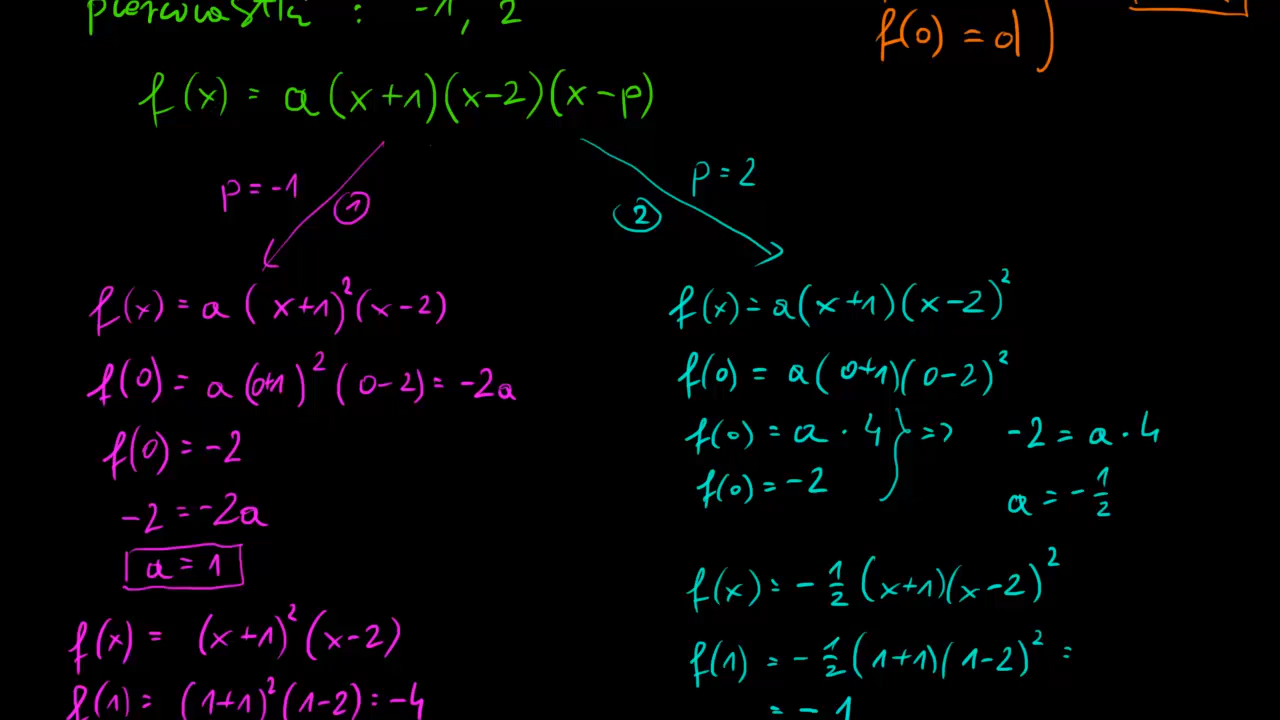 pierwiastki : -1, 2
f(0) = d)
f(x) = a(x+1)(x-2)(x-p)
p = -1
①
p = 2
②
f(x) = a (x+1)²(x-2)
f(0) = a (0+1)² (0-2) = -2a
f(0) = -2
-2 = -2a
a = 1
f(x) = (x+1)²(x-2)
f(1) = (1+1)²(1-2) = -4
f(x) = a(x+1)(x-2)²
f(0) = a(0+1)(0-2)²
f(0) = a · 4 } => -2 = a · 4
f(0) = -2
a = -1/2
f(x) = -1/2 (x+1)(x-2)²
f(1) = -1/2 (1+1)(1-2)² =
= -1